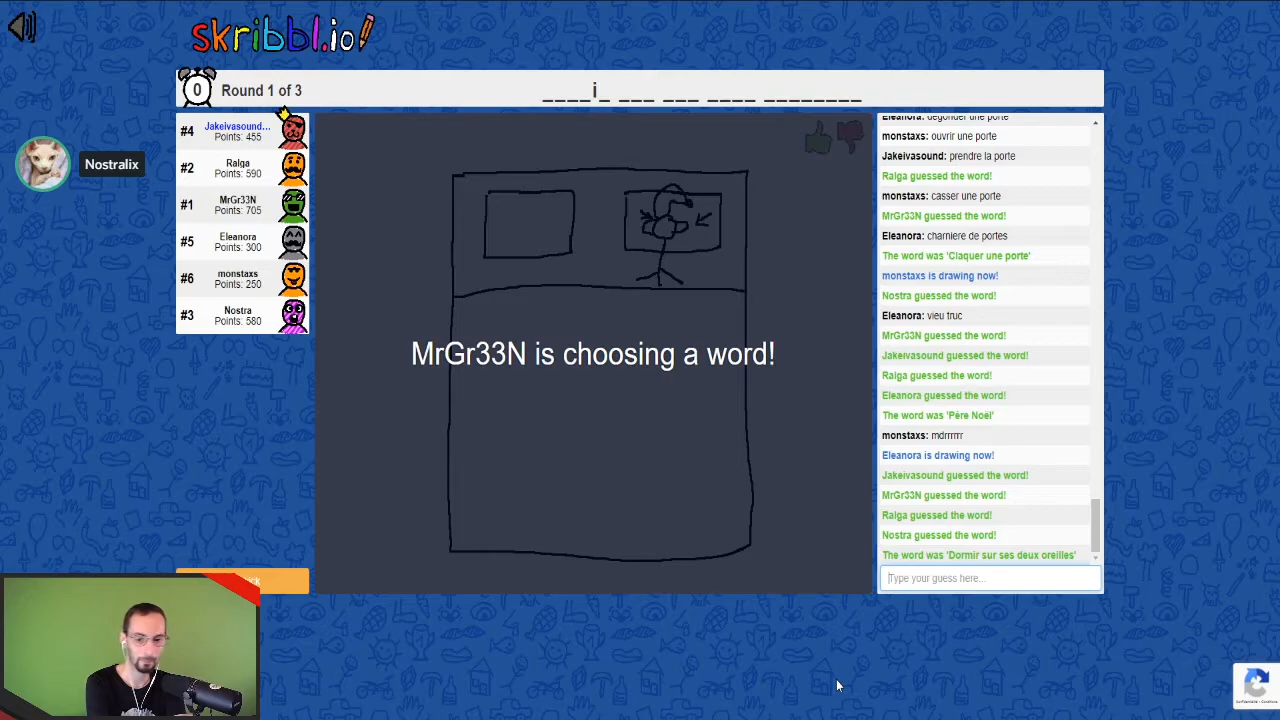 skribbl.io
0
Round 1 of 3
____i_ ___ ___ ____ ________
#4
Jakeivasound...
Points: 455
#2
Ralga
Points: 590
#1
MrGr33N
Points: 705
#5
Eleanora
Points: 300
#6
monstaxs
Points: 250
#3
Nostra
Points: 580
Nostralix
MrGr33N is choosing a word!
monstaxs: ouvrir une porte
Jakeivasound: prendre la porte
Ralga guessed the word!
monstaxs: casser une porte
MrGr33N guessed the word!
Eleanora: charniere de portes
The word was 'Claquer une porte'
monstaxs is drawing now!
Nostra guessed the word!
Eleanora: vieu truc
MrGr33N guessed the word!
Jakeivasound guessed the word!
Ralga guessed the word!
Eleanora guessed the word!
The word was 'Père Noël'
monstaxs: mdrrrrrr
Eleanora is drawing now!
Jakeivasound guessed the word!
MrGr33N guessed the word!
Ralga guessed the word!
Nostra guessed the word!
The word was 'Dormir sur ses deux oreilles'
Type your guess here...